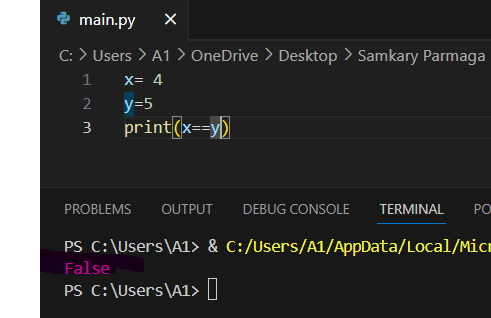 main.py
C: > Users > A1 > OneDrive > Desktop > Samkary Parmaga
1 x= 4
2 y=5
3 print(x==y)
PROBLEMS OUTPUT DEBUG CONSOLE TERMINAL PO
PS C:\Users\A1> & C:/Users/A1/AppData/Local/Micr
False
PS C:\Users\A1>